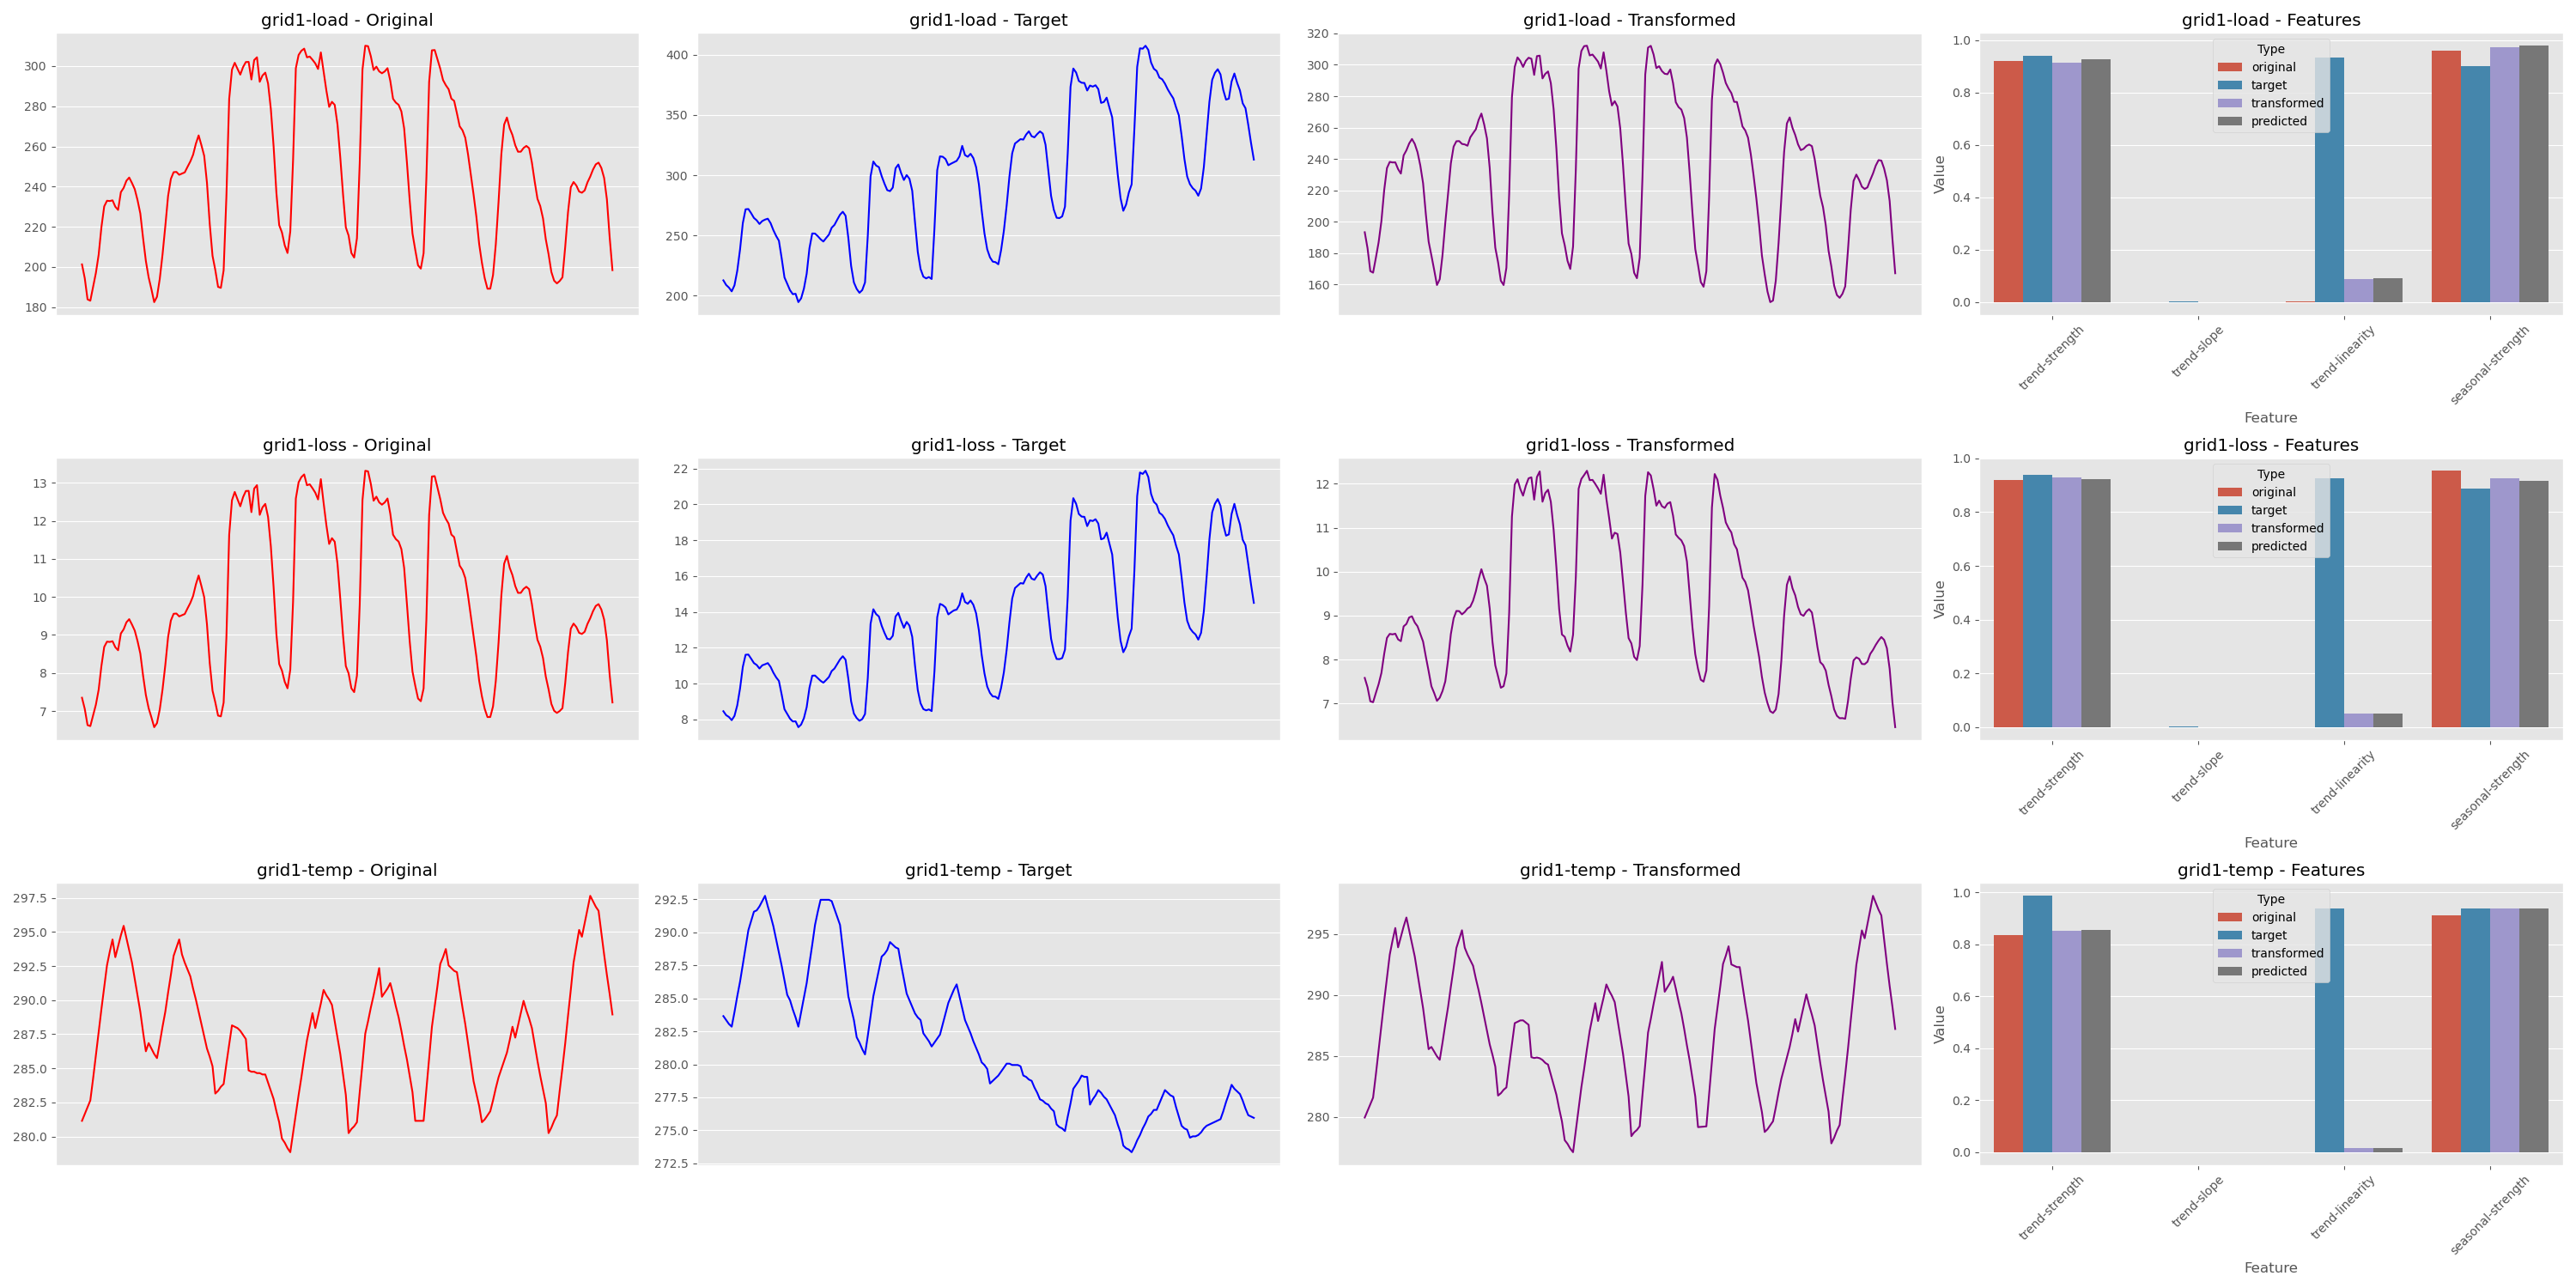 grid1-load - Original
300
280
260
240
220
200
180
grid1-load - Target
400
350
300
250
200
grid1-load - Transformed
320
300
280
260
240
220
200
180
160
grid1-load - Features
Value
1.0
0.8
0.6
0.4
0.2
0.0
Type
original
target
transformed
predicted
trend-strength
trend-slope
trend-linearity
seasonal-strength
Feature
grid1-loss - Original
13
12
11
10
9
8
7
grid1-loss - Target
22
20
18
16
14
12
10
8
grid1-loss - Transformed
12
11
10
9
8
7
grid1-loss - Features
Value
1.0
0.8
0.6
0.4
0.2
0.0
Type
original
target
transformed
predicted
trend-strength
trend-slope
trend-linearity
seasonal-strength
Feature
grid1-temp - Original
297.5
295.0
292.5
290.0
287.5
285.0
282.5
280.0
grid1-temp - Target
292.5
290.0
287.5
285.0
282.5
280.0
277.5
275.0
272.5
grid1-temp - Transformed
295
290
285
280
grid1-temp - Features
Value
1.0
0.8
0.6
0.4
0.2
0.0
Type
original
target
transformed
predicted
trend-strength
trend-slope
trend-linearity
seasonal-strength
Feature